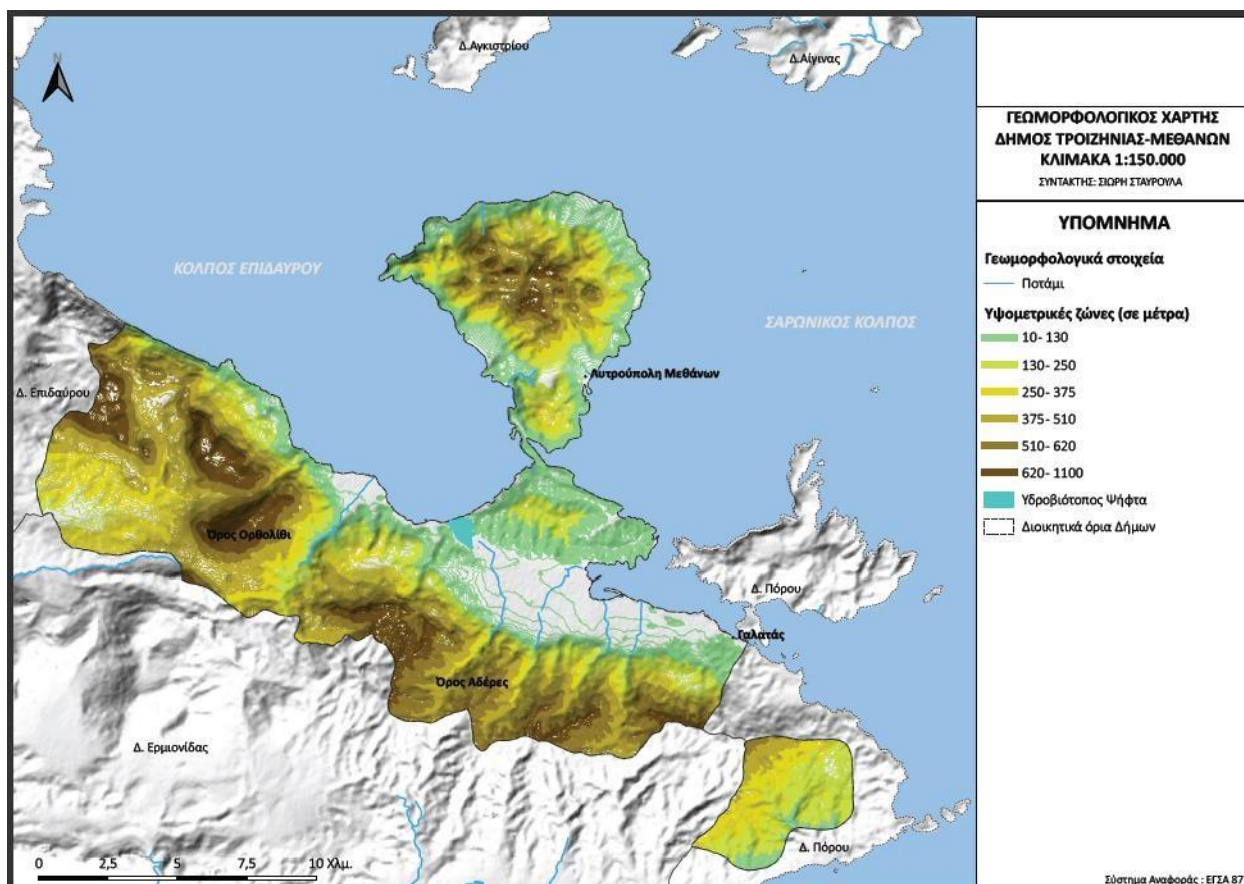 Δ.Αγκιστρίου
Δ.Αίγινας
N
ΚΟΛΠΟΣ ΕΠΙΔΑΥΡΟΥ
ΣΑΡΩΝΙΚΟΣ ΚΟΛΠΟΣ
Λυτρούπολη Μεθάνων
Δ. Επιδαύρου
Όρος Ορθολίθι
Δ. Πόρου
Γαλατάς
Όρος Αδέρες
Δ. Ερμιονίδας
Δ. Πόρου
0 2,5 5 7,5 10 Χλμ.
ΓΕΩΜΟΡΦΟΛΟΓΙΚΟΣ ΧΑΡΤΗΣ
ΔΗΜΟΣ ΤΡΟΙΖΗΝΙΑΣ-ΜΕΘΑΝΩΝ
ΚΛΙΜΑΚΑ 1:150.000
ΣΥΝΤΑΚΤΗΣ: ΣΙΩΡΗ ΣΤΑΥΡΟΥΛΑ
ΥΠΟΜΝΗΜΑ
Γεωμορφολογικά στοιχεία
Ποτάμι
Υψομετρικές ζώνες (σε μέτρα)
10- 130
130- 250
250- 375
375- 510
510- 620
620- 1100
Υδροβιότοπος Ψήφτα
Διοικητικά όρια Δήμων
Σύστημα Αναφοράς : ΕΓΣΑ 87